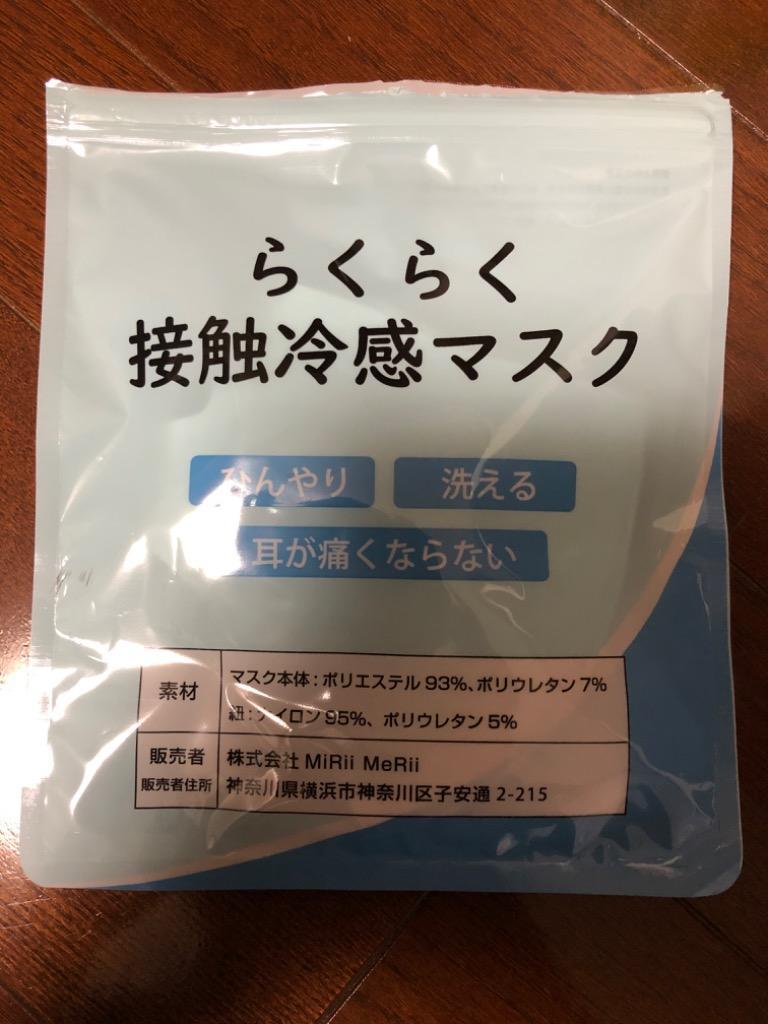 らくらく
接触冷感マスク
ひんやり 洗える
耳が痛くならない
素材 マスク本体:ポリエステル93%、ポリウレタン7%
紐:ナイロン95%、ポリウレタン5%
販売者 株式会社 MiRii MeRii
販売者住所 神奈川県横浜市神奈川区子安通 2-215